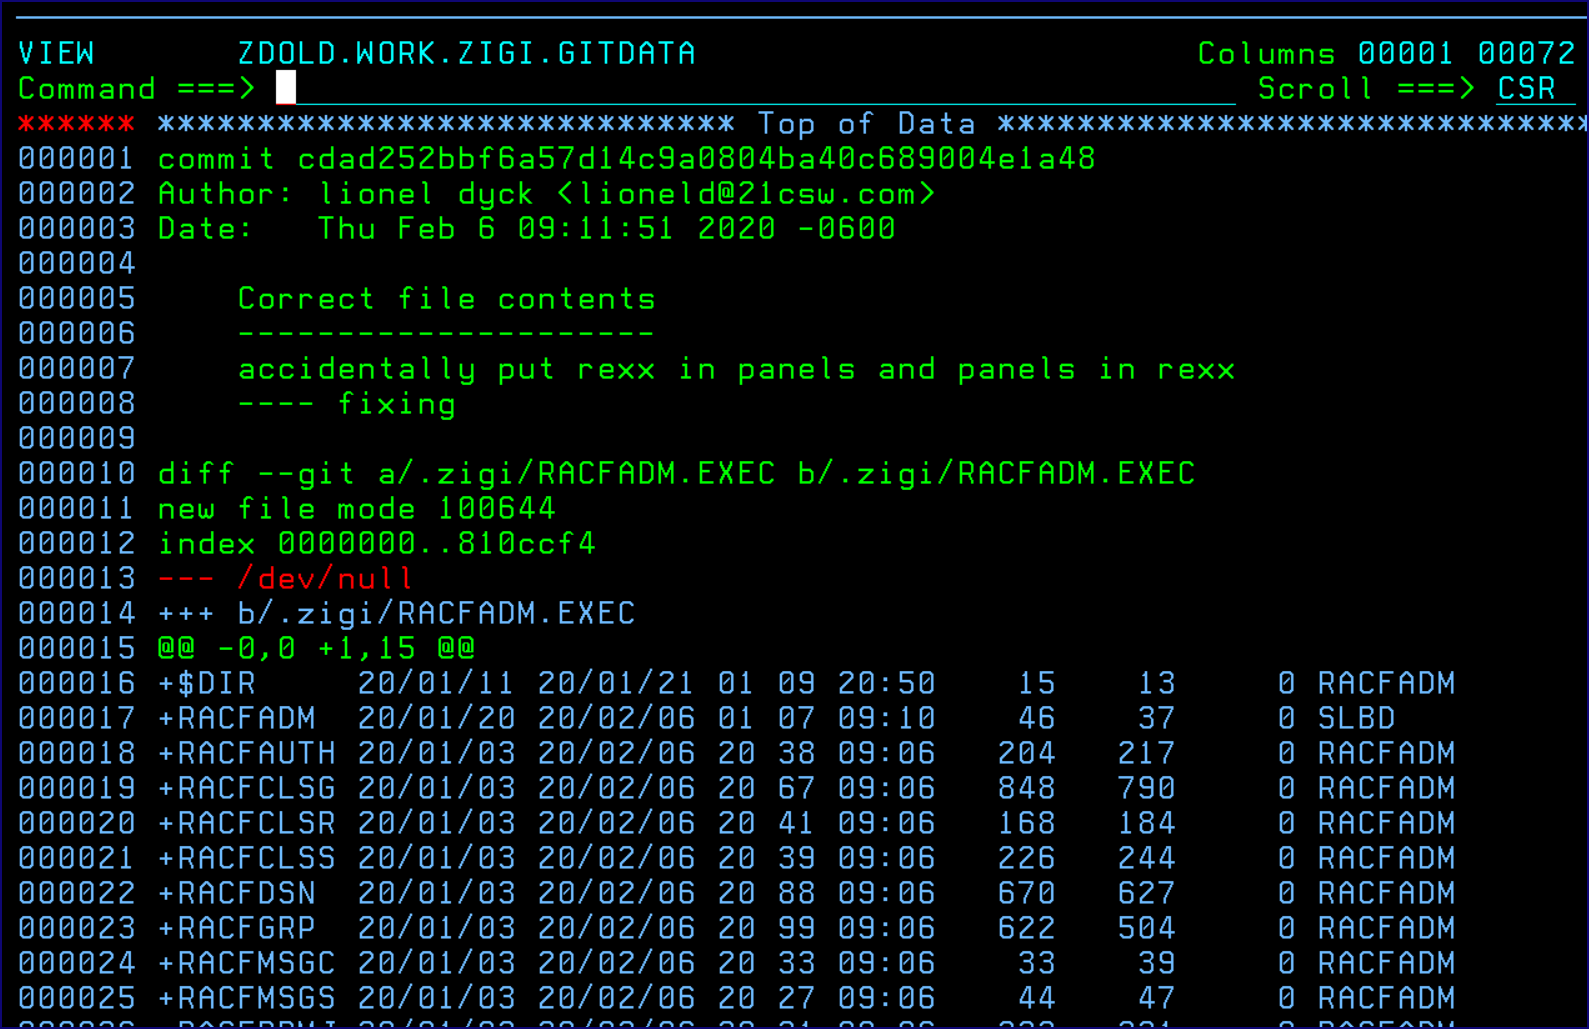 VIEW       ZDOLD.WORK.ZIGI.GITDATA                         Columns 00001 00072
Command ===>                                                  Scroll ===> CSR
****** ***************************** Top of Data ******************************
000001 commit cdad252bbf6a57d14c9a0804ba40c689004e1a48
000002 Author: lionel dyck <lioneld@21csw.com>
000003 Date:   Thu Feb 6 09:11:51 2020 -0600
000004
000005     Correct file contents
000006     ---------------------
000007     accidentally put rexx in panels and panels in rexx
000008     ---- fixing
000009
000010 diff --git a/.zigi/RACFADM.EXEC b/.zigi/RACFADM.EXEC
000011 new file mode 100644
000012 index 0000000..810ccf4
000013 --- /dev/null
000014 +++ b/.zigi/RACFADM.EXEC
000015 @@ -0,0 +1,15 @@
000016 +$DIR     20/01/11 20/01/21 01 09 20:50    15    13     0 RACFADM
000017 +RACFADM  20/01/20 20/02/06 01 07 09:10    46    37     0 SLBD
000018 +RACFAUTH 20/01/03 20/02/06 20 38 09:06   204   217     0 RACFADM
000019 +RACFCLSG 20/01/03 20/02/06 20 67 09:06   848   790     0 RACFADM
000020 +RACFCLSR 20/01/03 20/02/06 20 41 09:06   168   184     0 RACFADM
000021 +RACFCLSS 20/01/03 20/02/06 20 39 09:06   226   244     0 RACFADM
000022 +RACFDSN  20/01/03 20/02/06 20 88 09:06   670   627     0 RACFADM
000023 +RACFGRP  20/01/03 20/02/06 20 99 09:06   622   504     0 RACFADM
000024 +RACFMSGC 20/01/03 20/02/06 20 33 09:06    33    39     0 RACFADM
000025 +RACFMSGS 20/01/03 20/02/06 20 27 09:06    44    47     0 RACFADM